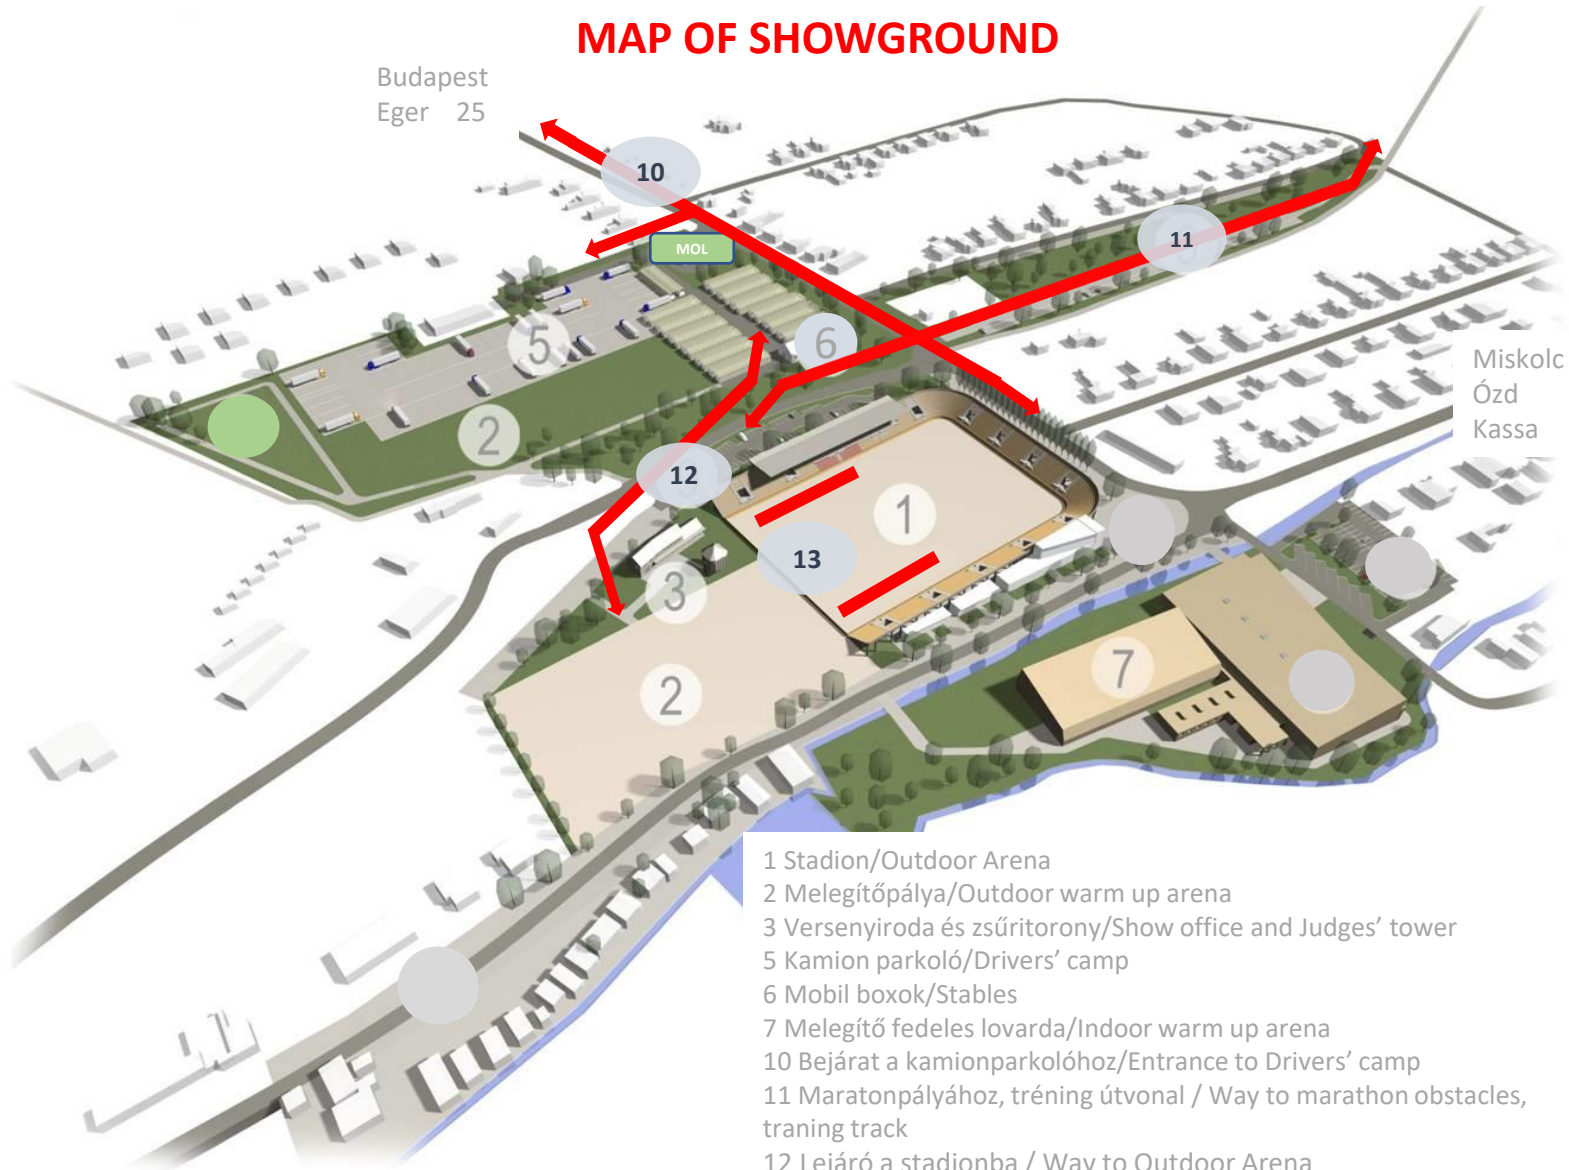 MAP OF SHOWGROUND
Budapest
Eger 25
10
11
MOL
5
6
Miskolc
Ózd
Kassa
2
12
1
13
3
7
2
1 Stadion/Outdoor Arena
2 Melegítőpálya/Outdoor warm up arena
3 Versenyiroda és zsűritorony/Show office and Judges’ tower
5 Kamion parkoló/Drivers’ camp
6 Mobil boxok/Stables
7 Melegítő fedeles lovarda/Indoor warm up arena
10 Bejárat a kamionparkolóhoz/Entrance to Drivers’ camp
11 Maratonpályához, tréning útvonal / Way to marathon obstacles,
traning track
12 Lejáró a stadionba / Way to Outdoor Arena